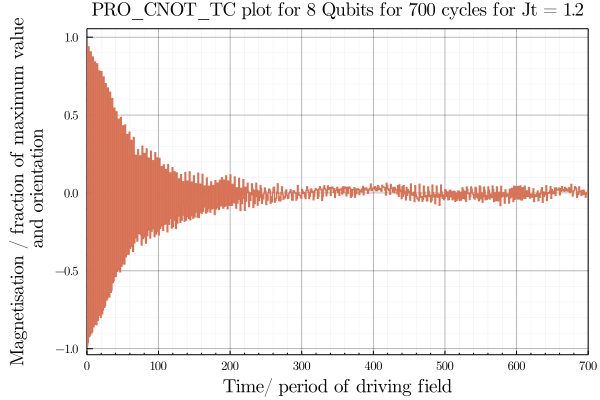 PRO_CNOT_TC plot for 8 Qubits for 700 cycles for Jt = 1.2
Magnetisation / fraction of maximum value
and orientation
1.0
0.5
0.0
−0.5
−1.0
0 100 200 300 400 500 600 700
Time/ period of driving field